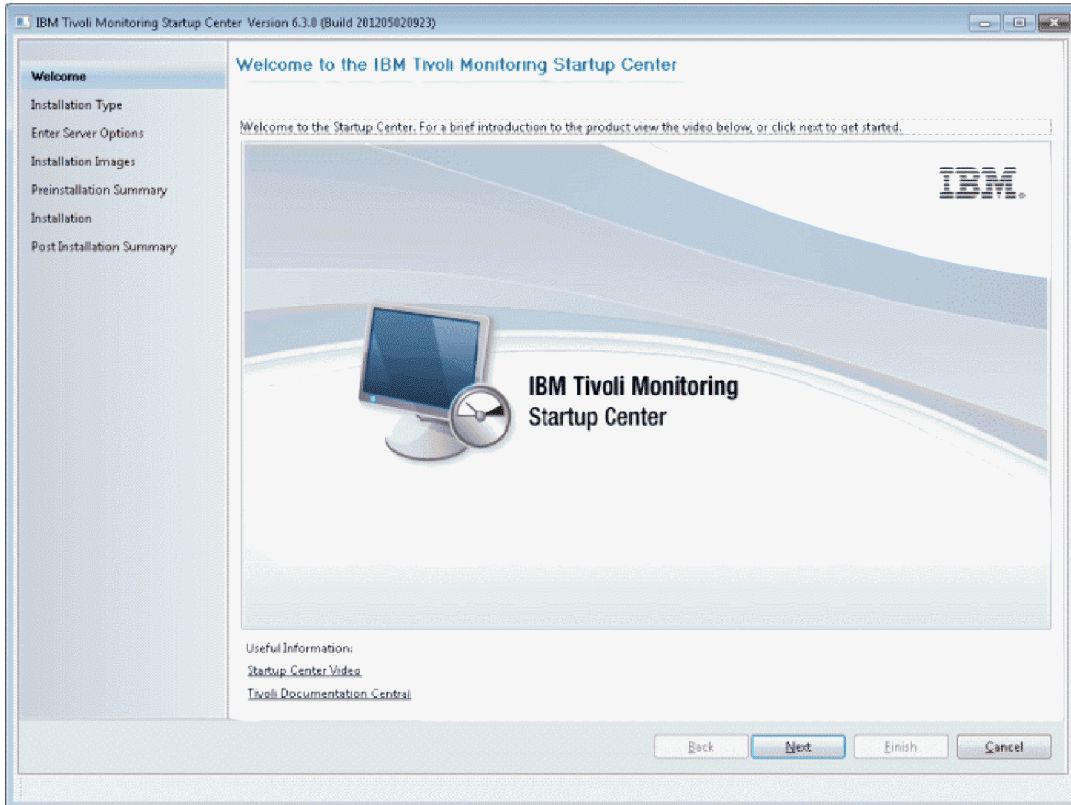 IBM Tivoli Monitoring Startup Center Version 6.3.0 (Build 201205020923)
Welcome
Installation Type
Enter Server Options
Installation Images
Preinstallation Summary
Installation
Post Installation Summary
Welcome to the IBM Tivoli Monitoring Startup Center
Welcome to the Startup Center. For a brief introduction to the product view the video below, or click next to get started.
IBM®
IBM Tivoli Monitoring
Startup Center
Useful Information:
Startup Center Video
Tivoli Documentation Central
Back
Next
Finish
Cancel